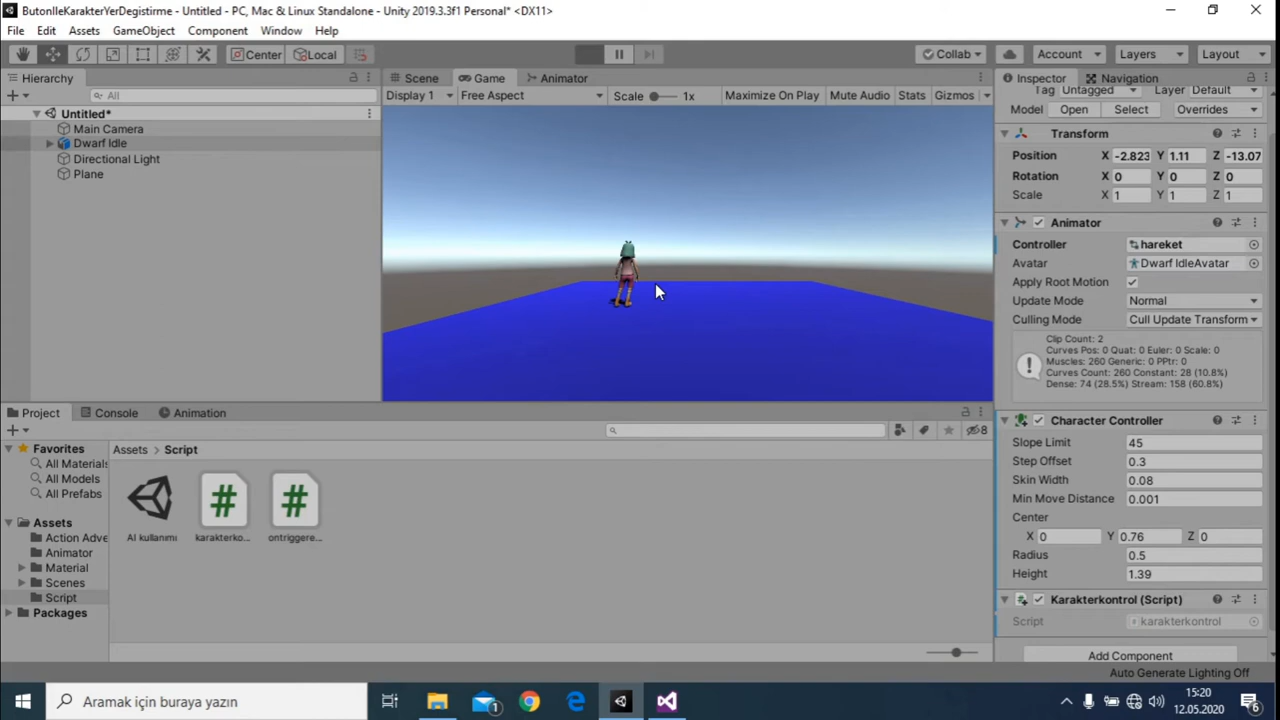 ButonIleKarakterYerDegistirme - Untitled - PC, Mac & Linux Standalone - Unity 2019.3.3f1 Personal* <DX11>
File Edit Assets GameObject Component Window Help
Center Local Collab Account Layers Layout
Hierarchy
All
Untitled*
Main Camera
Dwarf Idle
Directional Light
Plane
Scene Game Animator
Display 1 Free Aspect Scale 1x Maximize On Play Mute Audio Stats Gizmos
Inspector Navigation
Tag Untagged Layer Default
Model Open Select Overrides
Transform
Position X -2.823 Y 1.11 Z -13.07
Rotation X 0 Y 0 Z 0
Scale X 1 Y 1 Z 1
Animator
Controller hareket
Avatar Dwarf IdleAvatar
Apply Root Motion
Update Mode Normal
Culling Mode Cull Update Transform
Clip Count: 2
Curves Pos: 0 Quat: 0 Euler: 0 Scale: 0
Muscles: 260 Generic: 0 PPtr: 0
Curves Count: 260 Constant: 28 (10.8%)
Dense: 74 (28.5%) Stream: 158 (60.8%)
Character Controller
Slope Limit 45
Step Offset 0.3
Skin Width 0.08
Min Move Distance 0.001
Center
X 0 Y 0.76 Z 0
Radius 0.5
Height 1.39
Karakterkontrol (Script)
Script karakterkontrol
Add Component
Auto Generate Lighting Off
Project Console Animation
8
Favorites
All Materials
All Models
All Prefabs
Assets
Action Adve
Animator
Material
Scenes
Script
Packages
Assets > Script
AI kullanımı karakterko... ontriggere...
Aramak için buraya yazın
1
15:20
12.05.2020
6